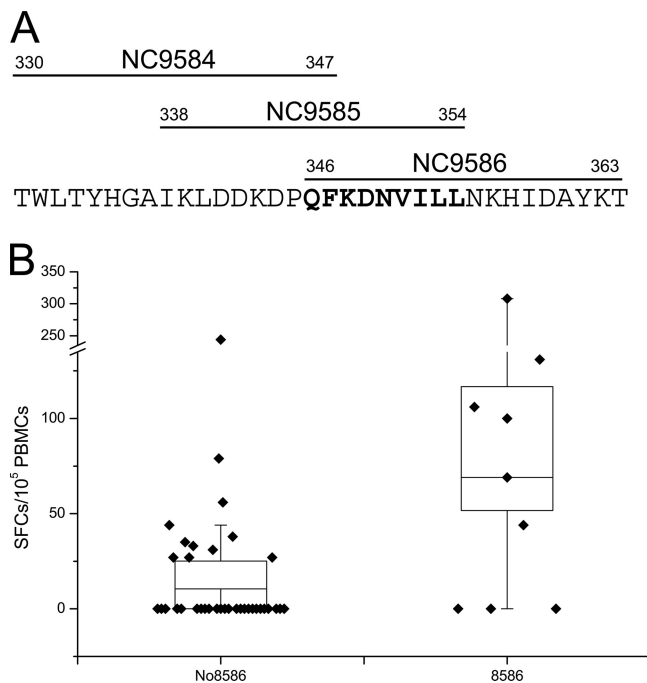 A
330 NC9584 347
338 NC9585 354
346 NC9586 363
TWLTYHGAIKLDDKDPQFKDNVILLNKHIDAYKT
B
350
300
250
100
50
0
SFCs/10⁵ PBMCs
No8586 8586